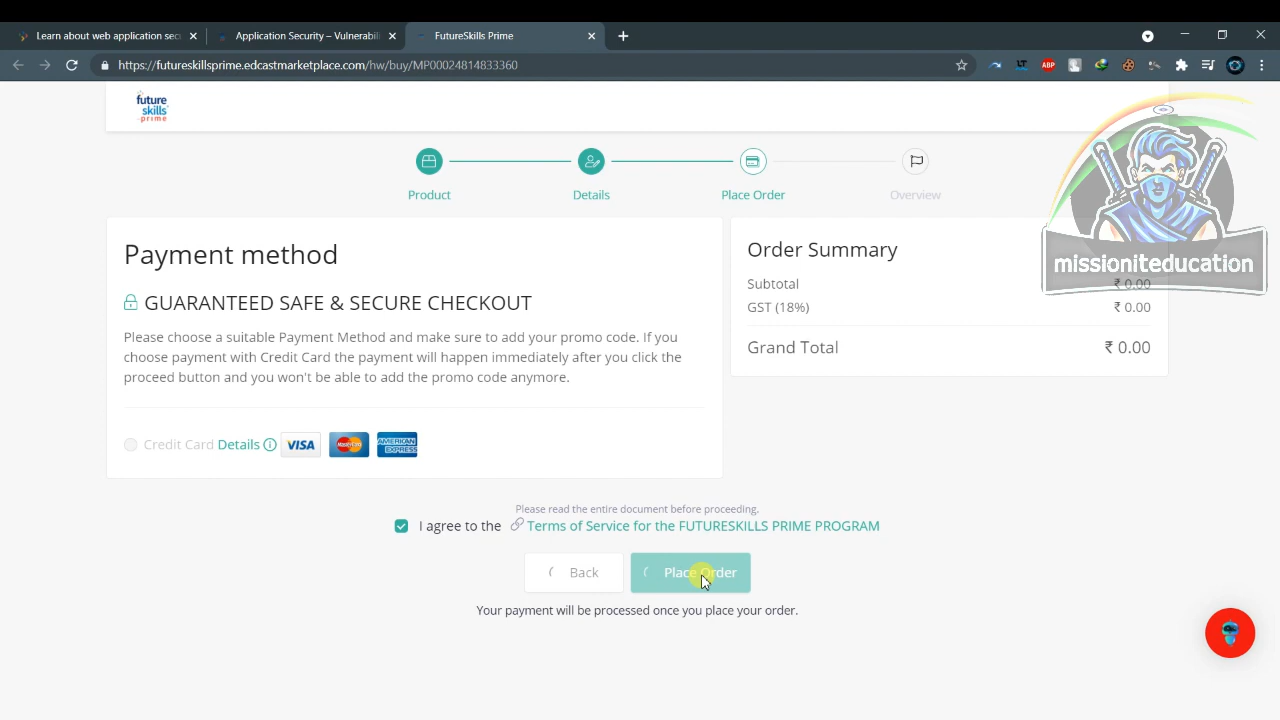 Learn about web application sec
Application Security – Vulnerabil
FutureSkills Prime
https://futureskillsprime.edcastmarketplace.com/hw/buy/MP00024814833360
LT
ABP
future
skills
prime
Product
Details
Place Order
Overview
missioniteducation
Payment method
GUARANTEED SAFE & SECURE CHECKOUT
Please choose a suitable Payment Method and make sure to add your promo code. If you
choose payment with Credit Card the payment will happen immediately after you click the
proceed button and you won't be able to add the promo code anymore.
Credit Card Details VISA MasterCard AMERICAN EXPRESS
Order Summary
Subtotal ₹ 0.00
GST (18%) ₹ 0.00
Grand Total ₹ 0.00
Please read the entire document before proceeding.
I agree to the Terms of Service for the FUTURESKILLS PRIME PROGRAM
Back
Place Order
Your payment will be processed once you place your order.